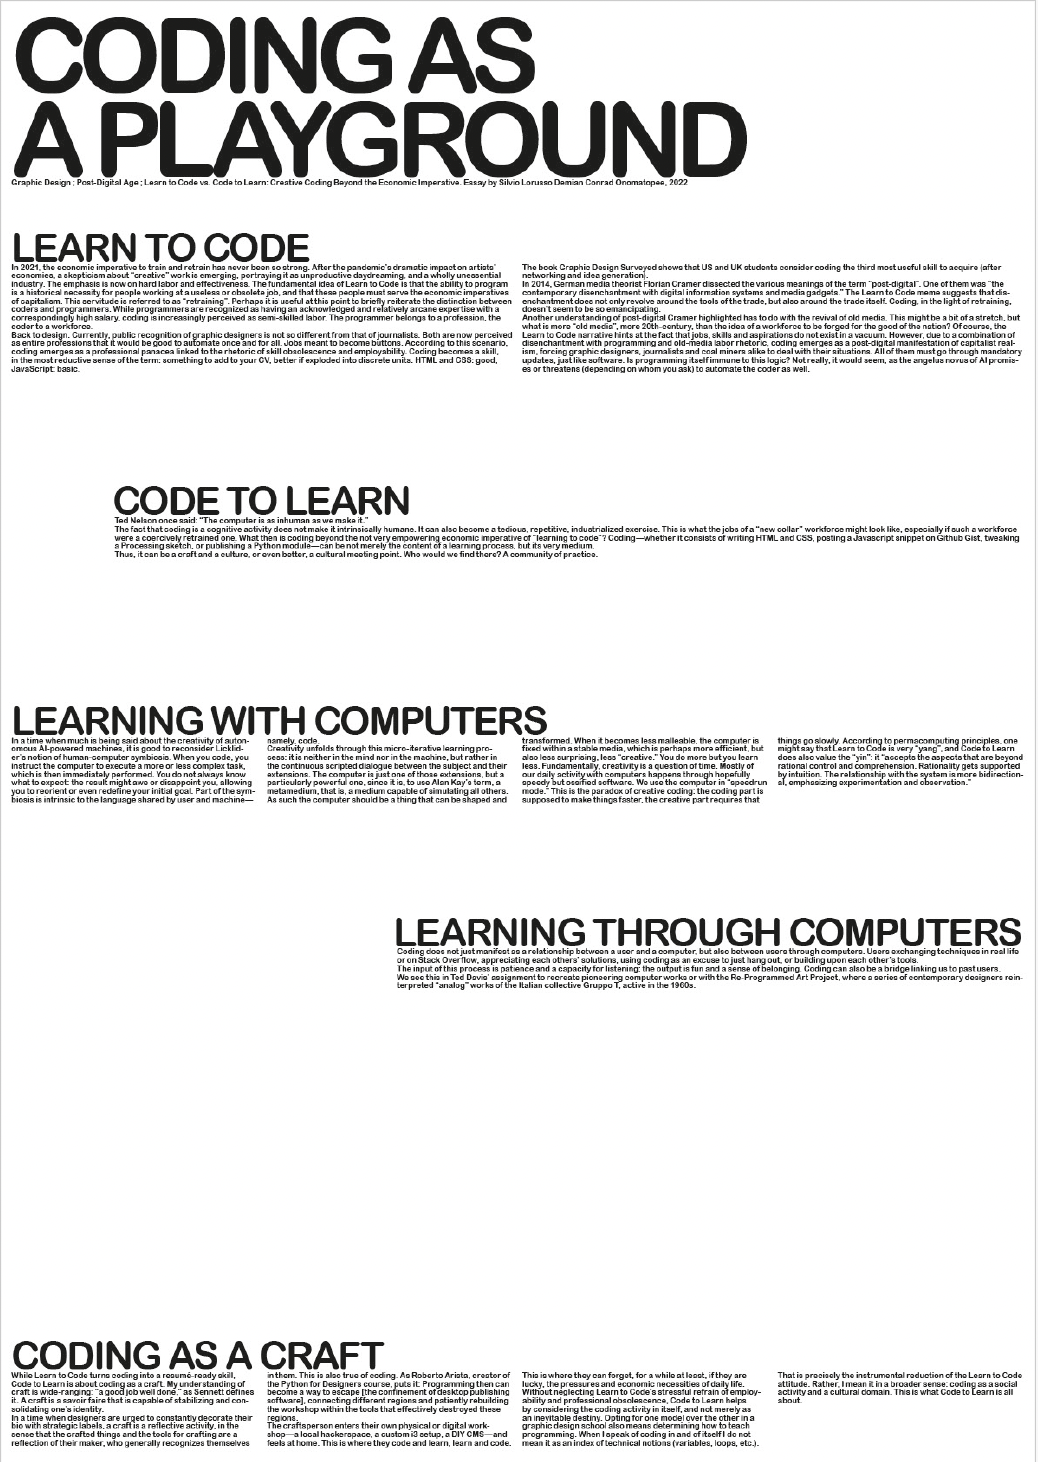 CODING AS
A PLAYGROUND
Graphic Design ; Post-Digital Age ; Learn to Code vs. Code to Learn: Creative Coding Beyond the Economic Imperative. Essay by Silvio Lorusso Demian Conrad Onomatopee, 2022
LEARN TO CODE
In 2021, the economic imperative to train and retrain has never been so strong. After the pandemic's dramatic impact on artists'
economies, a skepticism about "creative" work is emerging, portraying it as unproductive daydreaming, and a wholly unessential
industry. The emphasis is now on hard labor and effectiveness. The fundamental idea of Learn to Code is that the ability to program
is a historical necessity for people working at a useless or obsolete job, and that these people must serve the economic imperatives
of capitalism. This servitude is referred to as "retraining". Perhaps it is useful at this point to briefly reiterate the distinction between
coders and programmers. While programmers are recognized as having an acknowledged and relatively arcane expertise with a
correspondingly high salary, coding is increasingly perceived as semi-skilled labor. The programmer belongs to a profession, the
coder to a workforce.
Back to design. Currently, public recognition of graphic designers is not so different from that of journalists. Both are now perceived
as entire professions that it would be good to automate once and for all. Jobs meant to become buttons. According to this scenario,
coding emerges as a professional panacea linked to the rhetoric of skill obsolescence and employability. Coding becomes a skill,
in the most reductive sense of the term: something to add to your CV, better if exploded into discrete units. HTML and CSS: good,
JavaScript: basic.
The book Graphic Design Surveyed shows that US and UK students consider coding the third most useful skill to acquire (after
networking and idea generation).
In 2014, German media theorist Florian Cramer dissected the various meanings of the term "post-digital". One of them was "the
contemporary disenchantment with digital information systems and media gadgets." The Learn to Code meme suggests that dis-
enchantment does not only revolve around the tools of the trade, but also around the trade itself. Coding, in the light of retraining,
doesn't seem to be so emancipating.
Another understanding of post-digital Cramer highlighted has to do with the revival of old media. This might be a bit of a stretch, but
what is more "old media", more 20th-century, than the idea of a workforce to be forged for the good of the nation? Of course, the
Learn to Code narrative hints at the fact that jobs, skills and aspirations do not exist in a vacuum. However, due to a combination of
disenchantment with programming and old-media labor rhetoric, coding emerges as a post-digital manifestation of capitalist real-
ism, forcing graphic designers, journalists and coal miners alike to deal with their situations. All of them must go through mandatory
updates, just like software. Is programming itself immune to this logic? Not really, it would seem, as the angelus novus of AI promis-
es or threatens (depending on whom you ask) to automate the coder as well.
CODE TO LEARN
Ted Nelson once said: "The computer is as inhuman as we make it."
The fact that coding is a cognitive activity does not make it intrinsically humane. It can also become a tedious, repetitive, industrialized exercise. This is what the jobs of a "new collar" workforce might look like, especially if such a workforce
were a coercively retrained one. What then is coding beyond the not very empowering economic imperative of "learning to code"? Coding—whether it consists of writing HTML and CSS, posting a Javascript snippet on Github Gist, tweaking
a Processing sketch, or publishing a Python module—can be not merely the content of a learning process, but its very medium.
Thus, it can be a craft and a culture, or even better, a cultural meeting point. Who would we find there? A community of practice.
LEARNING WITH COMPUTERS
In a time when much is being said about the creativity of auton-
omous AI-powered machines, it is good to reconsider Licklid-
er's notion of human-computer symbiosis. When you code, you
instruct the computer to execute a more or less complex task,
which is then immediately performed. You do not always know
what to expect: the result might awe or disappoint you, allowing
you to reorient or even redefine your initial goal. Part of the sym-
biosis is intrinsic to the language shared by user and machine—
namely, code.
Creativity unfolds through this micro-iterative learning pro-
cess: it is neither in the mind nor in the machine, but rather in
the continuous scripted dialogue between the subject and their
extensions. The computer is just one of those extensions, but a
particularly powerful one, since it is, to use Alan Kay's term, a
metamedium, that is, a medium capable of simulating all others.
As such the computer should be a thing that can be shaped and
transformed. When it becomes less malleable, the computer is
fixed within a stable media, which is perhaps more efficient, but
also less surprising, less "creative." You do more but you learn
less. Fundamentally, creativity is a question of time. Mostly of
our daily activity with computers happens through hopefully
speedy but ossified software. We use the computer in "speedrun
mode." This is the paradox of creative coding: the coding part is
supposed to make things faster, the creative part requires that
things go slowly. According to permacomputing principles, one
might say that Learn to Code is very "yang", and Code to Learn
does also value the "yin": it "accepts the aspects that are beyond
rational control and comprehension. Rationality gets supported
by intuition. The relationship with the system is more bidirection-
al, emphasizing experimentation and observation."
LEARNING THROUGH COMPUTERS
Coding does not just manifest as a relationship between a user and a computer, but also between users through computers. Users exchanging techniques in real life
or on Stack Overflow, appreciating each others' solutions, using coding as an excuse to just hang out, or building upon each other's tools.
The input of this process is patience and a capacity for listening; the output is fun and a sense of belonging. Coding can also be a bridge linking us to past users.
We see this in Ted Davis' assignment to recreate pioneering computer works or with the Re-Programmed Art Project, where a series of contemporary designers rein-
terpreted "analog" works of the Italian collective Gruppo T, active in the 1960s.
CODING AS A CRAFT
While Learn to Code turns coding into a resumé-ready skill,
Code to Learn is about coding as a craft. My understanding of
craft is wide-ranging: "a good job well done," as Sennett defines
it. A craft is a savoir faire that is capable of stabilizing and con-
solidating one's identity.
In a time when designers are urged to constantly decorate their
bio with strategic labels, a craft is a reflective activity, in the
sense that the crafted things and the tools for crafting are a
reflection of their maker, who generally recognizes themselves
in them. This is also true of coding. As Roberto Arista, creator of
the Python for Designers course, puts it: Programming then can
become a way to escape [the confinement of desktop publishing
software], connecting different regions and patiently rebuilding
the workshop within the tools that effectively destroyed these
regions.
The craftsperson enters their own physical or digital work-
shop—a local hackerspace, a custom i3 setup, a DIY CMS—and
feels at home. This is where they code and learn, learn and code.
This is where they can forget, for a while at least, if they are
lucky, the pressures and economic necessities of daily life.
Without neglecting Learn to Code's stressful refrain of employ-
ability and professional obsolescence, Code to Learn helps
by considering the coding activity in itself, and not merely as
an inevitable destiny. Opting for one model over the other in a
graphic design school also means determining how to teach
programming. When I speak of coding in and of itself I do not
mean it as an index of technical notions (variables, loops, etc.).
That is precisely the instrumental reduction of the Learn to Code
attitude. Rather, I mean it in a broader sense: coding as a social
activity and a cultural domain. This is what Code to Learn is all
about.